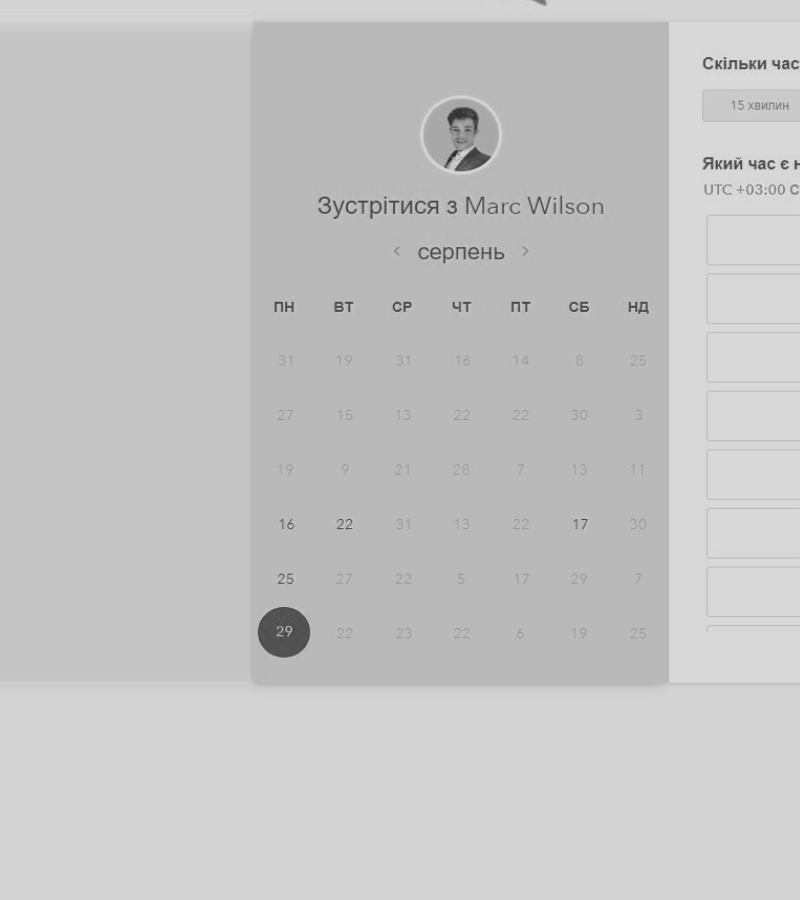 Зустрітися з Marc Wilson
серпень
ПН ВТ СР ЧТ ПТ СБ НД
31 19 31 16 14 8 25
27 15 13 22 22 30 3
19 9 21 28 7 13 11
16 22 31 13 22 17 30
25 27 22 5 17 29 7
29 22 23 22 6 19 25
Скільки час
15 хвилин
Який час є н
UTC +03:00 С